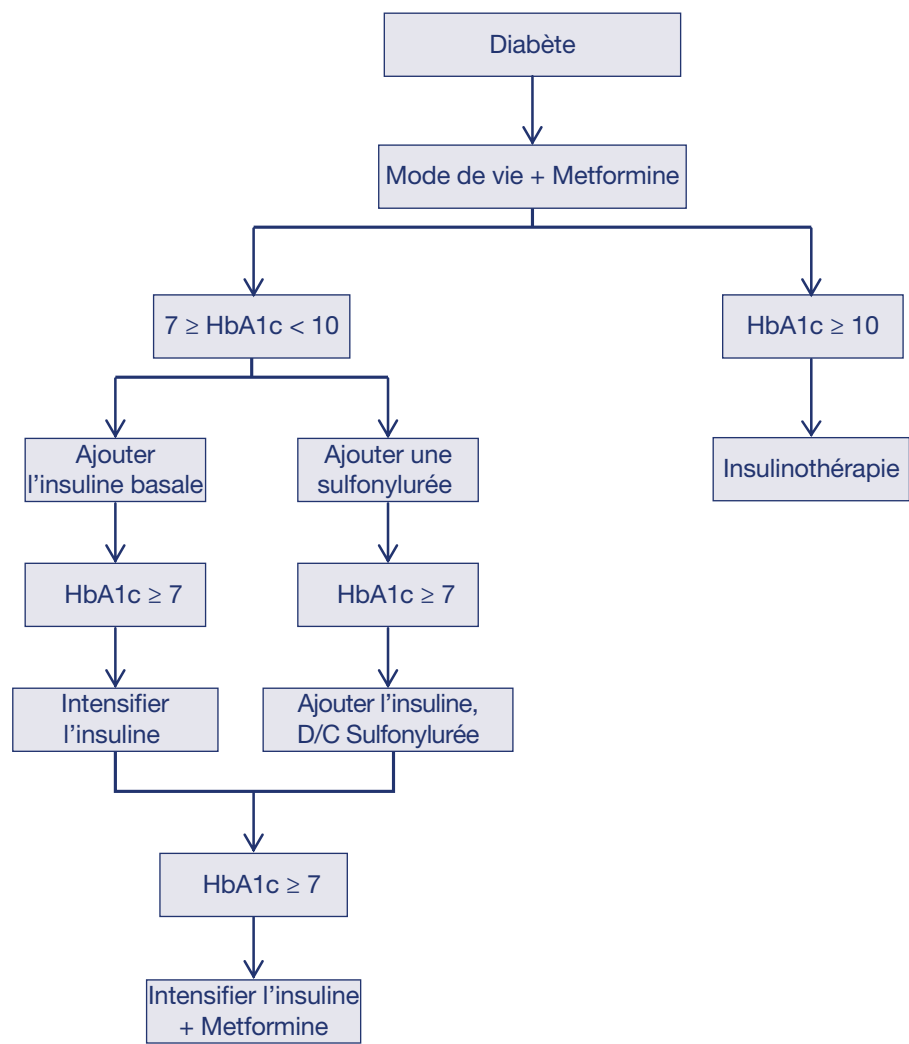 Diabète
Mode de vie + Metformine
7 ≥ HbA1c < 10
HbA1c ≥ 10
Ajouter
l’insuline basale
Ajouter une
sulfonylurée
Insulinothérapie
HbA1c ≥ 7
HbA1c ≥ 7
Intensifier
l’insuline
Ajouter l’insuline,
D/C Sulfonylurée
HbA1c ≥ 7
Intensifier l’insuline
+ Metformine